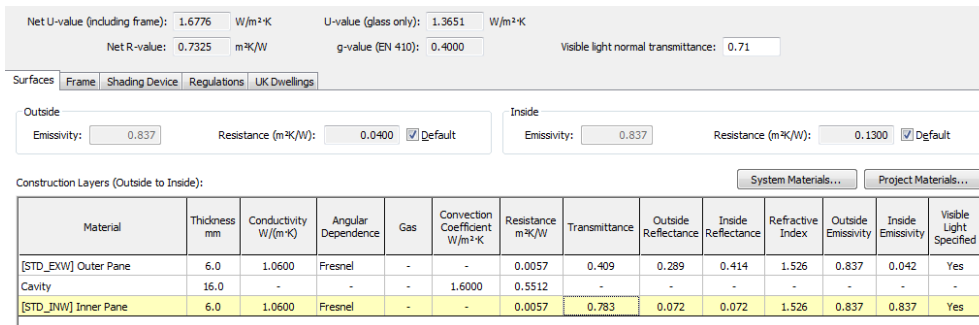 Net U-value (including frame): 1.6776 W/m²·K U-value (glass only): 1.3651 W/m²·K
Net R-value: 0.7325 m²K/W g-value (EN 410): 0.4000 Visible light normal transmittance: 0.71
Surfaces Frame Shading Device Regulations UK Dwellings
Outside Inside
Emissivity: 0.837 Resistance (m²K/W): 0.0400 Default Emissivity: 0.837 Resistance (m²K/W): 0.1300 Default
Construction Layers (Outside to Inside): System Materials... Project Materials...
Material Thickness mm Conductivity W/(m·K) Angular Dependence Gas Convection Coefficient W/m²·K Resistance m²K/W Transmittance Outside Reflectance Inside Reflectance Refractive Index Outside Emissivity Inside Emissivity Visible Light Specified
[STD_EXW] Outer Pane 6.0 1.0600 Fresnel - - 0.0057 0.409 0.289 0.414 1.526 0.837 0.042 Yes
Cavity 16.0 - - - 1.6000 0.5512 - - - - - - -
[STD_INW] Inner Pane 6.0 1.0600 Fresnel - - 0.0057 0.783 0.072 0.072 1.526 0.837 0.837 Yes